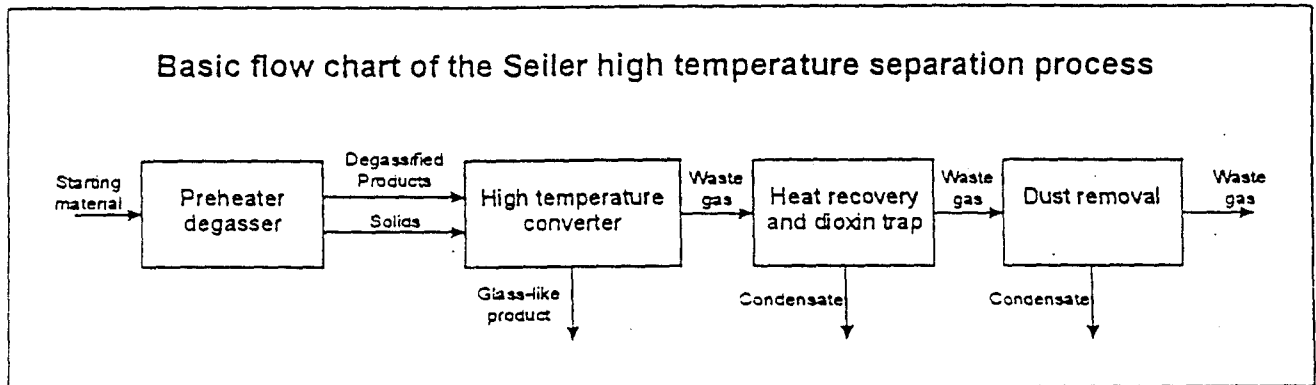 Basic flow chart of the Seiler high temperature separation process
Starting
material
Preheater
degasser
Degassified
Products
Solids
High temperature
converter
Glass-like
product
Waste
gas
Heat recovery
and dioxin trap
Condensate
Waste
gas
Dust removal
Condensate
Waste
gas